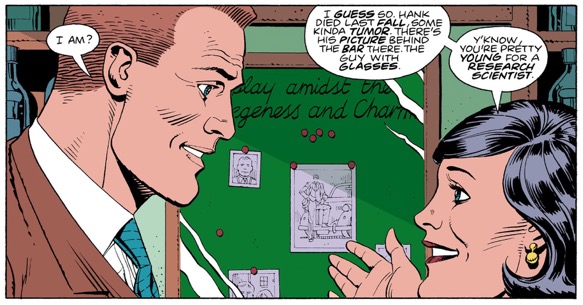 I AM?
I GUESS SO. HANK
DIED LAST FALL, SOME
KINDA TUMOR. THERE'S
HIS PICTURE BEHIND
THE BAR THERE. THE
GUY WITH
GLASSES.
Y'KNOW,
YOU'RE PRETTY
YOUNG FOR A
RESEARCH
SCIENTIST.
play amidst the
egeness and Charm